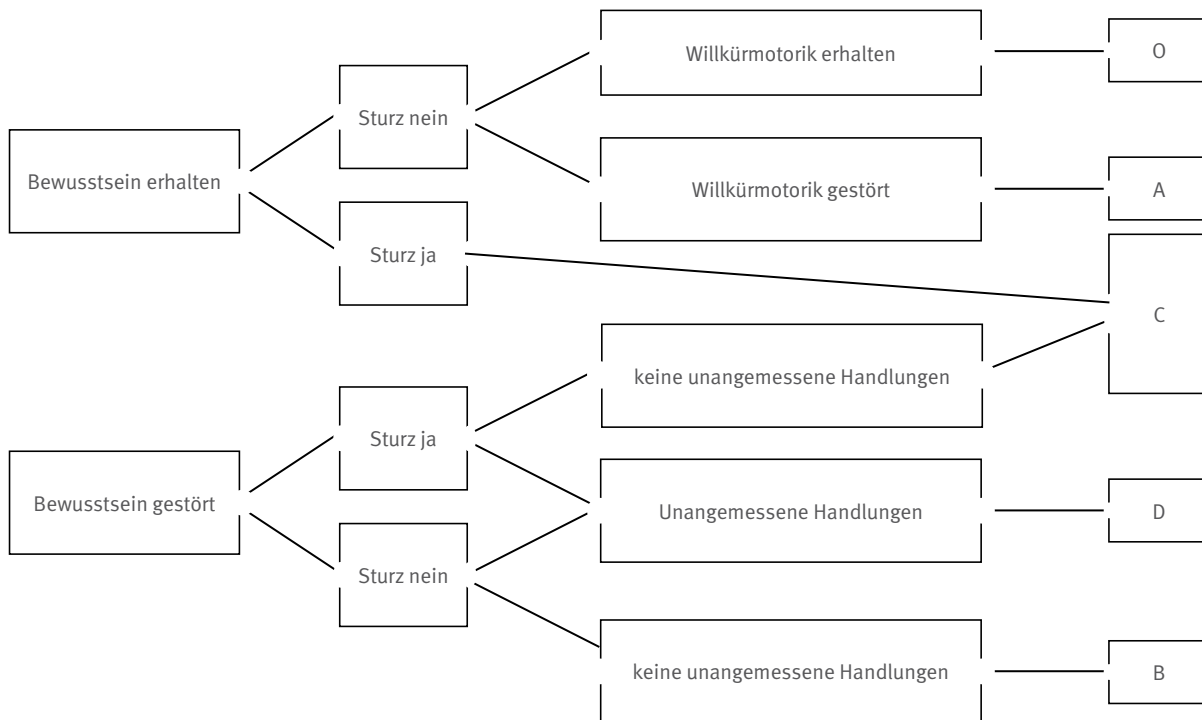 Willkürmotorik erhalten
O
Sturz nein
Bewusstsein erhalten
Willkürmotorik gestört
A
Sturz ja
C
keine unangemessene Handlungen
Sturz ja
Bewusstsein gestört
Unangemessene Handlungen
D
Sturz nein
keine unangemessene Handlungen
B